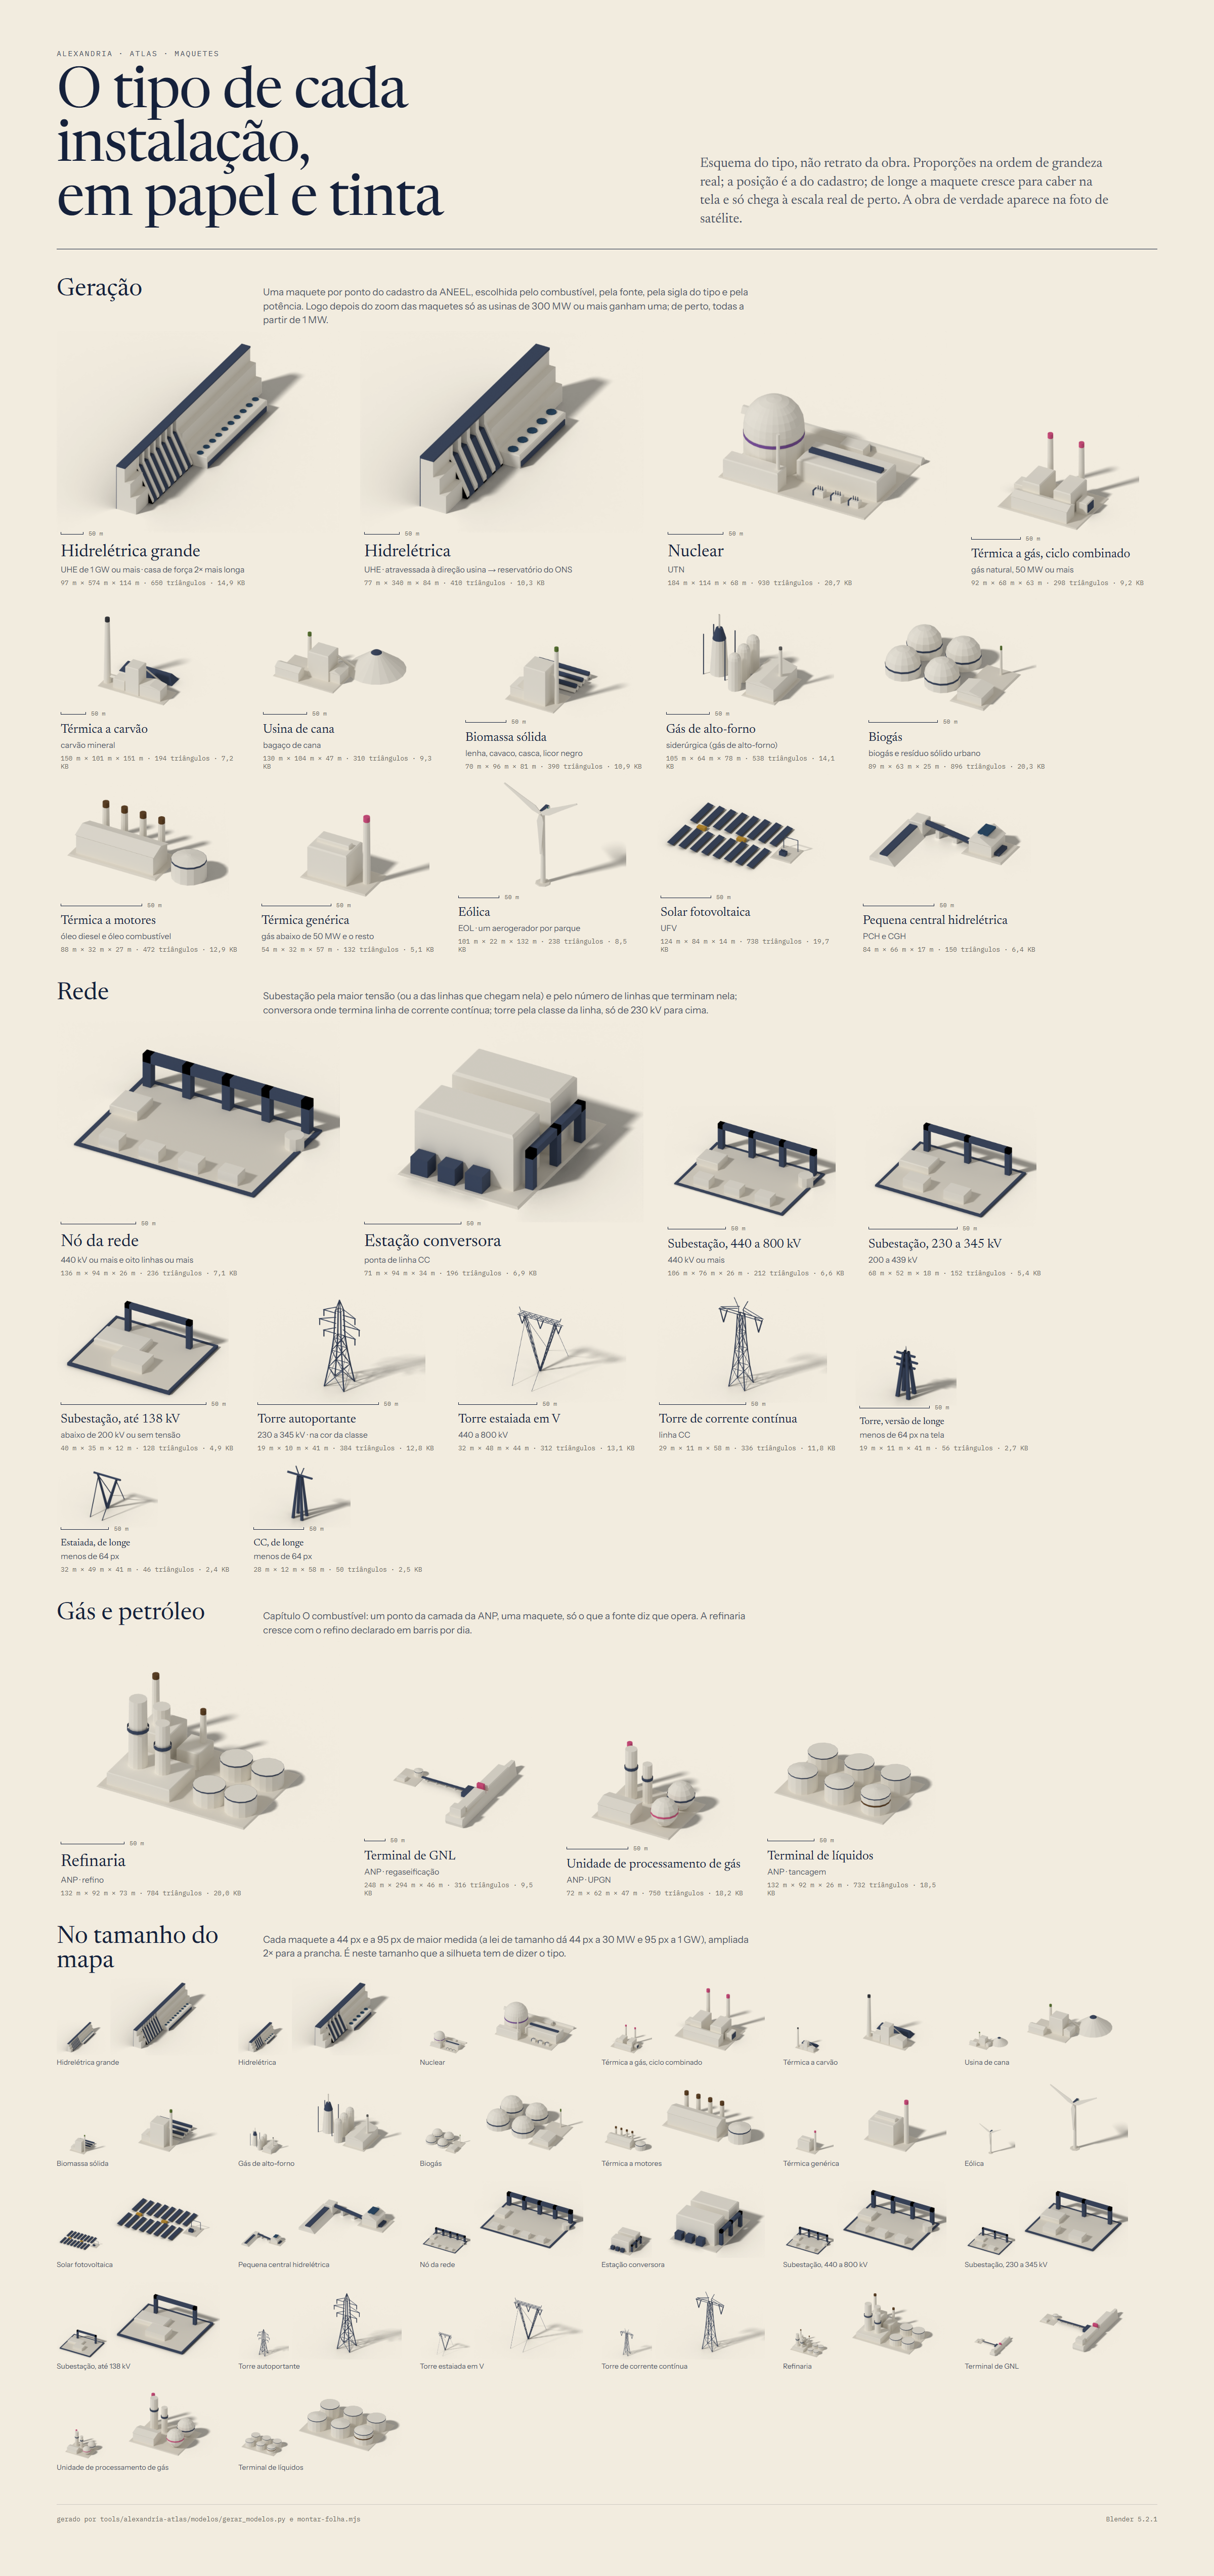 ALEXANDRIA · ATLAS · MAQUETES
O tipo de cada
instalação,
em papel e tinta
Esquema do tipo, não retrato da obra. Proporções na ordem de grandeza
real; a posição é a do cadastro; de longe a maquete cresce para caber na
tela e só chega à escala real de perto. A obra de verdade aparece na foto de
satélite.
Geração
Uma maquete por ponto do cadastro da ANEEL, escolhida pelo combustível, pela fonte, pela sigla do tipo e pela
potência. Logo depois do zoom das maquetes só as usinas de 300 MW ou mais ganham uma; de perto, todas a
partir de 1 MW.
50 m
Hidrelétrica grande
UHE de 1 GW ou mais · casa de força 2× mais longa
97 m × 574 m × 114 m · 650 triângulos · 14,9 KB
50 m
Hidrelétrica
UHE · atravessada à direção usina → reservatório do ONS
77 m × 340 m × 84 m · 410 triângulos · 10,3 KB
50 m
Nuclear
UTN
184 m × 114 m × 68 m · 930 triângulos · 20,7 KB
50 m
Térmica a gás, ciclo combinado
gás natural, 50 MW ou mais
92 m × 68 m × 63 m · 298 triângulos · 9,2 KB
50 m
Térmica a carvão
carvão mineral
150 m × 101 m × 151 m · 194 triângulos · 7,2
KB
50 m
Usina de cana
bagaço de cana
130 m × 104 m × 47 m · 310 triângulos · 9,3
KB
50 m
Biomassa sólida
lenha, cavaco, casca, licor negro
70 m × 96 m × 81 m · 390 triângulos · 10,9 KB
50 m
Gás de alto-forno
siderúrgica (gás de alto-forno)
105 m × 64 m × 78 m · 538 triângulos · 14,1
KB
50 m
Biogás
biogás e resíduo sólido urbano
89 m × 63 m × 25 m · 896 triângulos · 20,3 KB
50 m
Térmica a motores
óleo diesel e óleo combustível
88 m × 32 m × 27 m · 472 triângulos · 12,9 KB
50 m
Térmica genérica
gás abaixo de 50 MW e o resto
54 m × 32 m × 57 m · 132 triângulos · 5,1 KB
50 m
Eólica
EOL · um aerogerador por parque
101 m × 22 m × 132 m · 238 triângulos · 8,5
KB
50 m
Solar fotovoltaica
UFV
124 m × 84 m × 14 m · 738 triângulos · 19,7
KB
50 m
Pequena central hidrelétrica
PCH e CGH
84 m × 66 m × 17 m · 150 triângulos · 6,4 KB
Rede
Subestação pela maior tensão (ou a das linhas que chegam nela) e pelo número de linhas que terminam nela;
conversora onde termina linha de corrente contínua; torre pela classe da linha, só de 230 kV para cima.
50 m
Nó da rede
440 kV ou mais e oito linhas ou mais
136 m × 94 m × 26 m · 236 triângulos · 7,1 KB
50 m
Estação conversora
ponta de linha CC
71 m × 94 m × 34 m · 196 triângulos · 6,9 KB
50 m
Subestação, 440 a 800 kV
440 kV ou mais
106 m × 76 m × 26 m · 212 triângulos · 6,6 KB
50 m
Subestação, 230 a 345 kV
200 a 439 kV
68 m × 52 m × 18 m · 152 triângulos · 5,4 KB
50 m
Subestação, até 138 kV
abaixo de 200 kV ou sem tensão
40 m × 35 m × 12 m · 128 triângulos · 4,9 KB
50 m
Torre autoportante
230 a 345 kV · na cor da classe
19 m × 10 m × 41 m · 384 triângulos · 12,8 KB
50 m
Torre estaiada em V
440 a 800 kV
32 m × 48 m × 44 m · 312 triângulos · 13,1 KB
50 m
Torre de corrente contínua
linha CC
29 m × 11 m × 58 m · 336 triângulos · 11,8 KB
50 m
Torre, versão de longe
menos de 64 px na tela
19 m × 11 m × 41 m · 56 triângulos · 2,7 KB
50 m
Estaiada, de longe
menos de 64 px
32 m × 49 m × 41 m · 46 triângulos · 2,4 KB
50 m
CC, de longe
menos de 64 px
28 m × 12 m × 58 m · 50 triângulos · 2,5 KB
Gás e petróleo
Capítulo O combustível: um ponto da camada da ANP, uma maquete, só o que a fonte diz que opera. A refinaria
cresce com o refino declarado em barris por dia.
50 m
Refinaria
ANP · refino
132 m × 92 m × 73 m · 784 triângulos · 20,0 KB
50 m
Terminal de GNL
ANP · regaseificação
248 m × 294 m × 46 m · 316 triângulos · 9,5
KB
50 m
Unidade de processamento de gás
ANP · UPGN
72 m × 62 m × 47 m · 750 triângulos · 18,2 KB
50 m
Terminal de líquidos
ANP · tancagem
132 m × 92 m × 26 m · 732 triângulos · 18,5
KB
No tamanho do
mapa
Cada maquete a 44 px e a 95 px de maior medida (a lei de tamanho dá 44 px a 30 MW e 95 px a 1 GW), ampliada
2× para a prancha. É neste tamanho que a silhueta tem de dizer o tipo.
Hidrelétrica grande
Hidrelétrica
Nuclear
Térmica a gás, ciclo combinado
Térmica a carvão
Usina de cana
Biomassa sólida
Gás de alto-forno
Biogás
Térmica a motores
Térmica genérica
Eólica
Solar fotovoltaica
Pequena central hidrelétrica
Nó da rede
Estação conversora
Subestação, 440 a 800 kV
Subestação, 230 a 345 kV
Subestação, até 138 kV
Torre autoportante
Torre estaiada em V
Torre de corrente contínua
Refinaria
Terminal de GNL
Unidade de processamento de gás
Terminal de líquidos
gerado por tools/alexandria-atlas/modelos/gerar_modelos.py e montar-folha.mjs
Blender 5.2.1